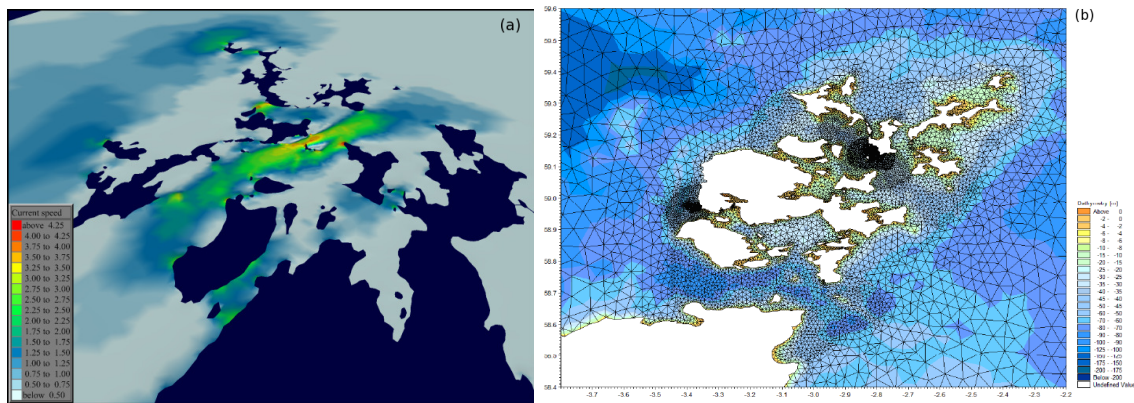 (a)
Current speed
above 4.25
4.00 to 4.25
3.75 to 4.00
3.50 to 3.75
3.25 to 3.50
3.00 to 3.25
2.75 to 3.00
2.50 to 2.75
2.25 to 2.50
2.00 to 2.25
1.75 to 2.00
1.50 to 1.75
1.25 to 1.50
1.00 to 1.25
0.75 to 1.00
0.50 to 0.75
below 0.50
(b)
59.6
59.5
59.4
59.3
59.2
59.1
59.0
58.9
58.8
58.7
58.6
58.4
-3.7
-3.6
-3.5
-3.4
-3.3
-3.2
-3.1
-3.0
-2.9
-2.8
-2.7
-2.6
-2.5
-2.4
-2.3
-2.2
Bathymetry [m]
Above 0
-2 - 0
-4 - -2
-6 - -4
-8 - -6
-10 - -8
-15 - -10
-20 - -15
-25 - -20
-30 - -25
-35 - -30
-40 - -35
-45 - -40
-50 - -45
-60 - -50
-70 - -60
-80 - -70
-90 - -80
-100 - -90
-125 - -100
-150 - -125
-175 - -150
-200 - -175
Below -200
Undefined Value